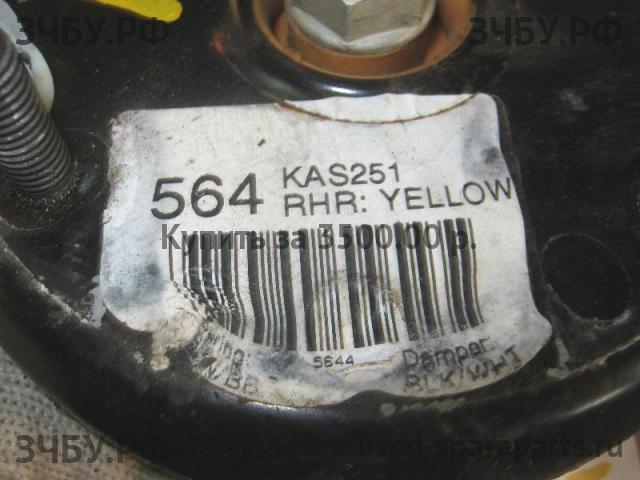 ЗЧБУ.РФ
ЗЧБУ.РФ
564
KAS251
RHR: YELLOW
Купить за 3500.00 р.
5644
Damper:
BLK/WHT
ЗЧБУ.РФ
used-spareparts.ru